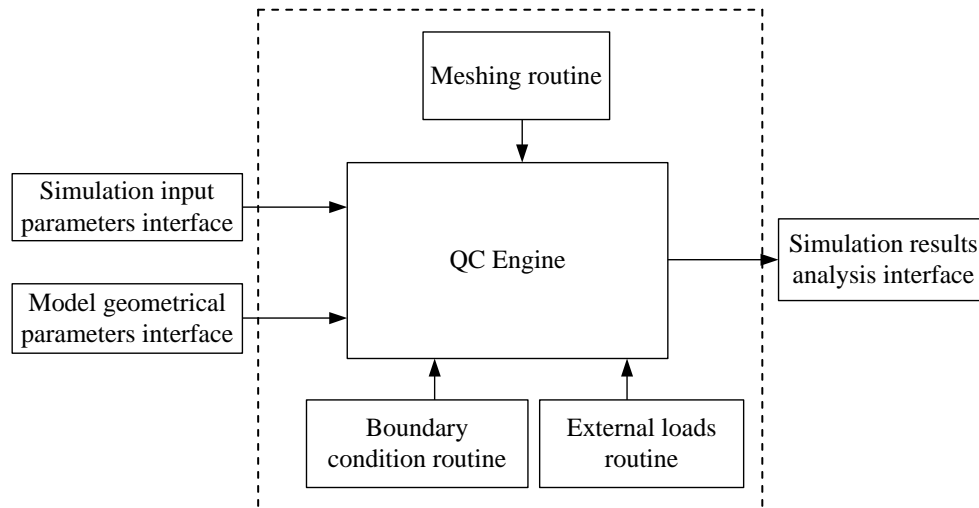 Meshing routine
Simulation input
parameters interface
QC Engine
Simulation results
analysis interface
Model geometrical
parameters interface
Boundary
condition routine
External loads
routine